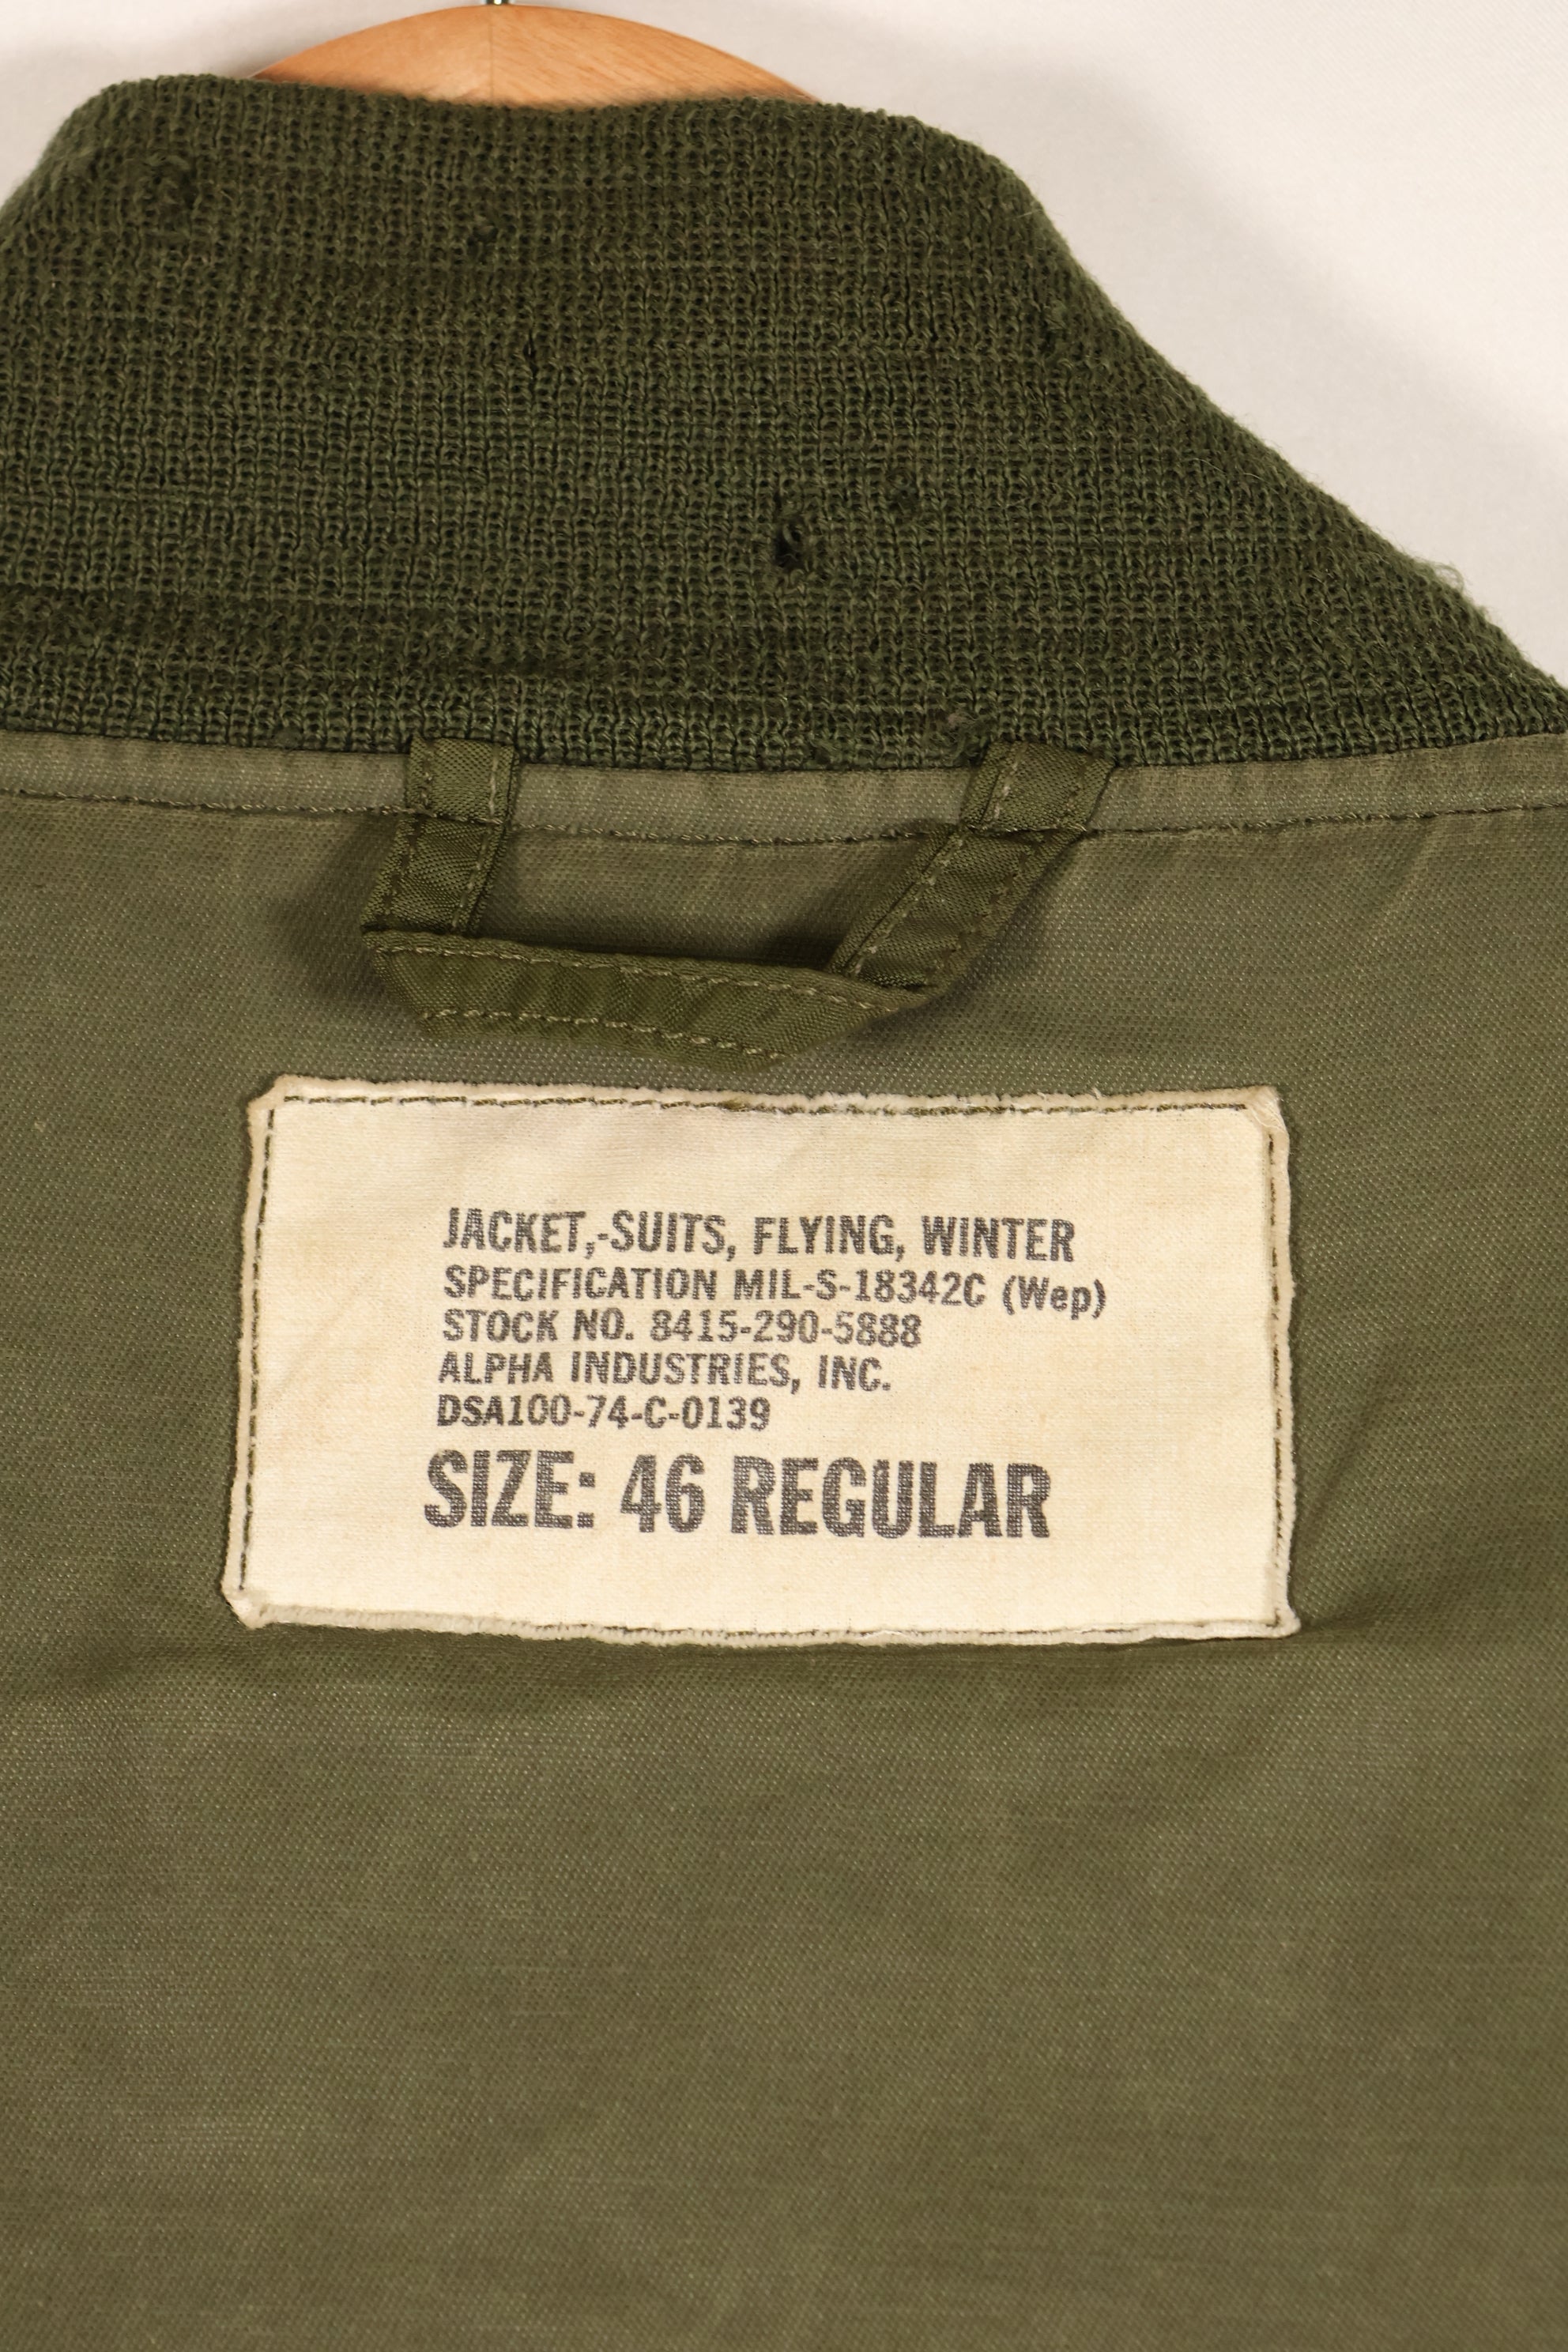 JACKET,-SUITS, FLYING, WINTER
SPECIFICATION MIL-S-18342C (Wep)
STOCK NO. 8415-290-5888
ALPHA INDUSTRIES, INC.
DSA100-74-C-0139
SIZE: 46 REGULAR